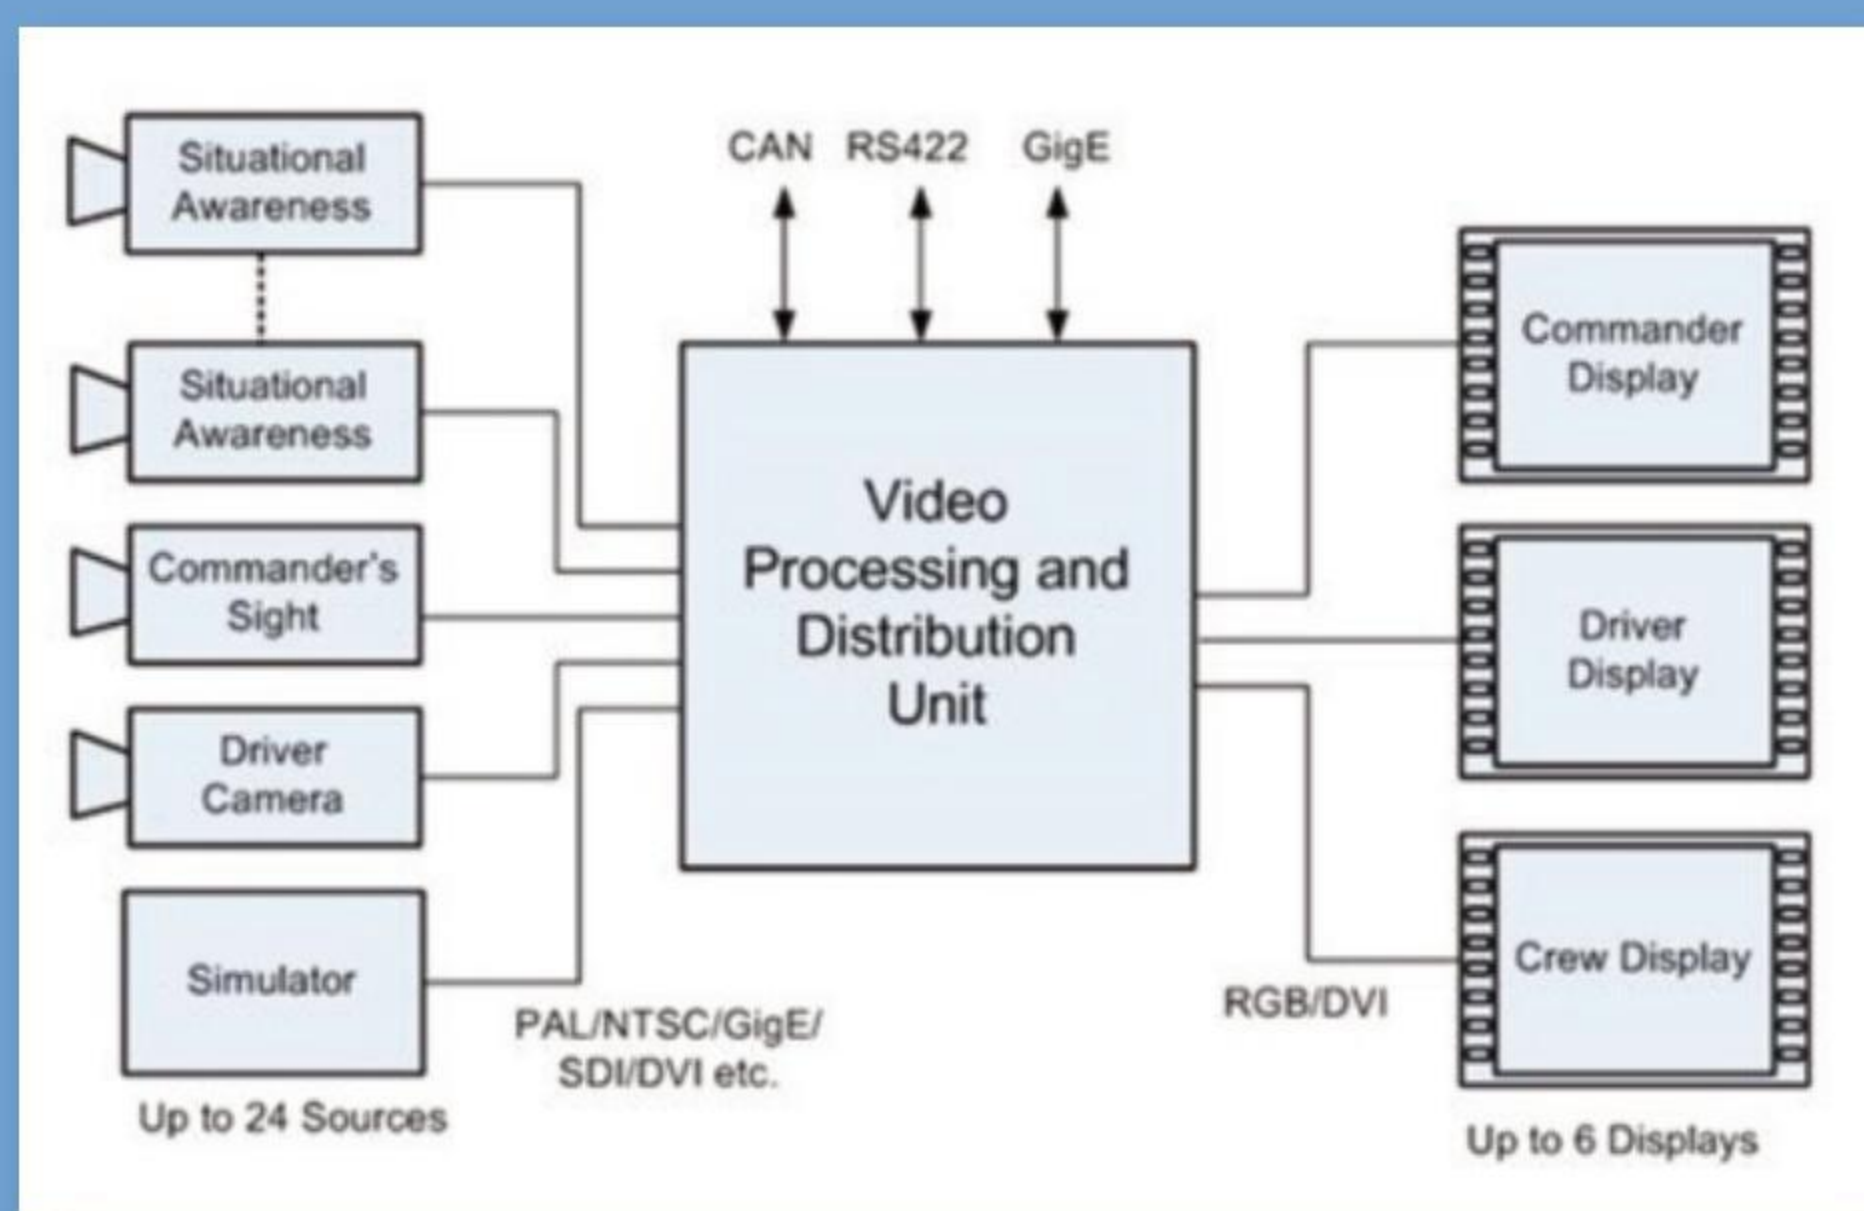 Situational
Awareness
Situational
Awareness
Commander's
Sight
Driver
Camera
Simulator
Up to 24 Sources
PAL/NTSC/GigE/
SDI/DVI etc.
CAN RS422 GigE
Video
Processing and
Distribution
Unit
RGB/DVI
Commander
Display
Driver
Display
Crew Display
Up to 6 Displays